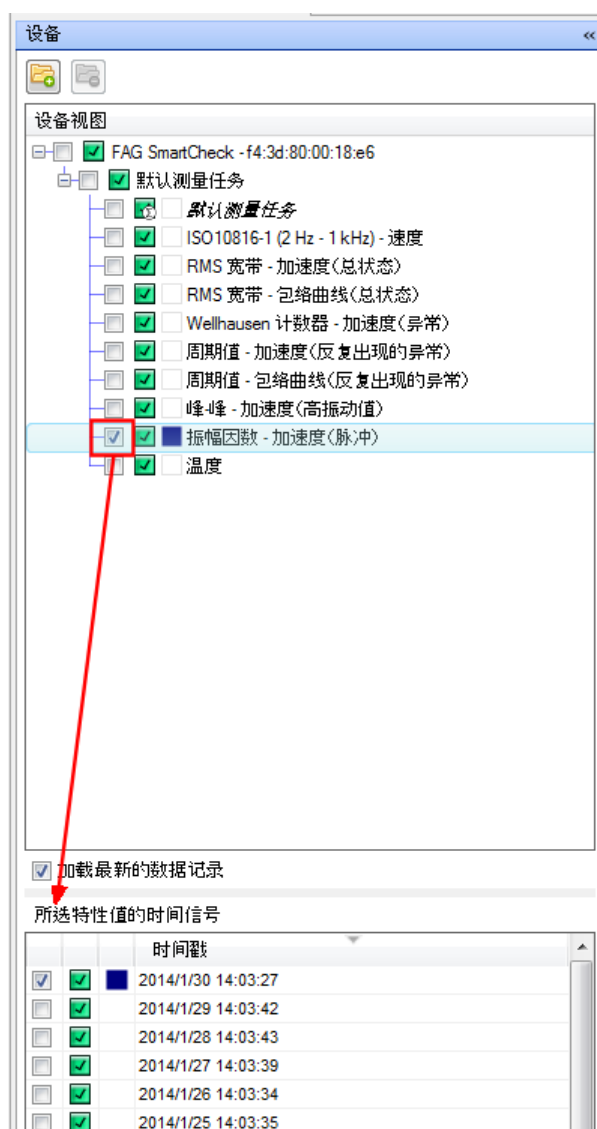 设备
«
设备视图
FAG SmartCheck - f4:3d:80:00:18:e6
默认测量任务
默认测量任务
ISO10816-1 (2 Hz - 1 kHz) - 速度
RMS 宽带 - 加速度(总状态)
RMS 宽带 - 包络曲线(总状态)
Wellhausen 计数器 - 加速度(异常)
周期值 - 加速度(反复出现的异常)
周期值 - 包络曲线(反复出现的异常)
峰-峰 - 加速度(高振动值)
振幅因数 - 加速度(脉冲)
温度
加载最新的数据记录
所选特性值的时间信号
时间戳
2014/1/30 14:03:27
2014/1/29 14:03:42
2014/1/28 14:03:43
2014/1/27 14:03:39
2014/1/26 14:03:34
2014/1/25 14:03:35